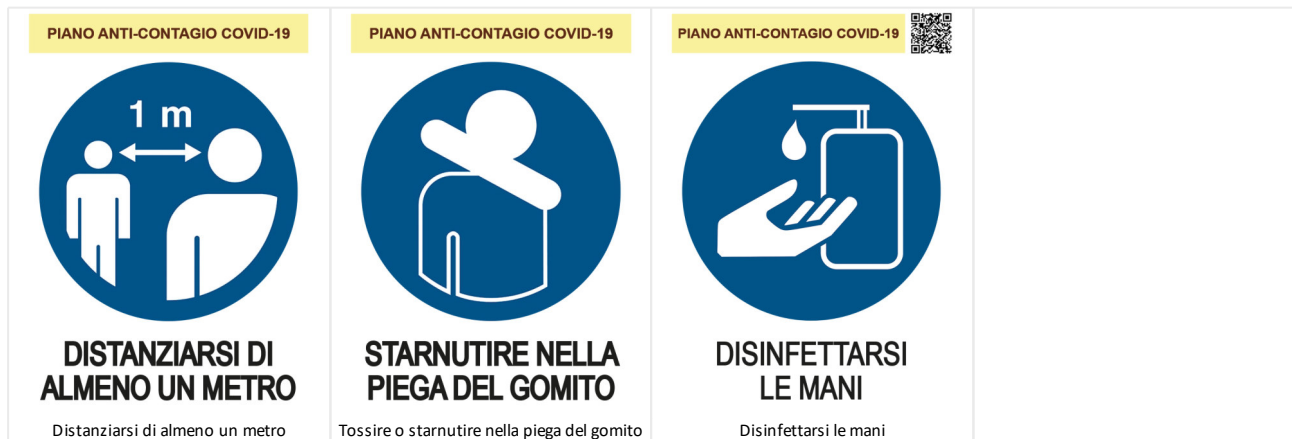 PIANO ANTI-CONTAGIO COVID-19
1 m
DISTANZIARSI DI
ALMENO UN METRO
Distanziarsi di almeno un metro
PIANO ANTI-CONTAGIO COVID-19
STARNUTIRE NELLA
PIEGA DEL GOMITO
Tossire o starnutire nella piega del gomito
PIANO ANTI-CONTAGIO COVID-19
DISINFETTARSI
LE MANI
Disinfettarsi le mani